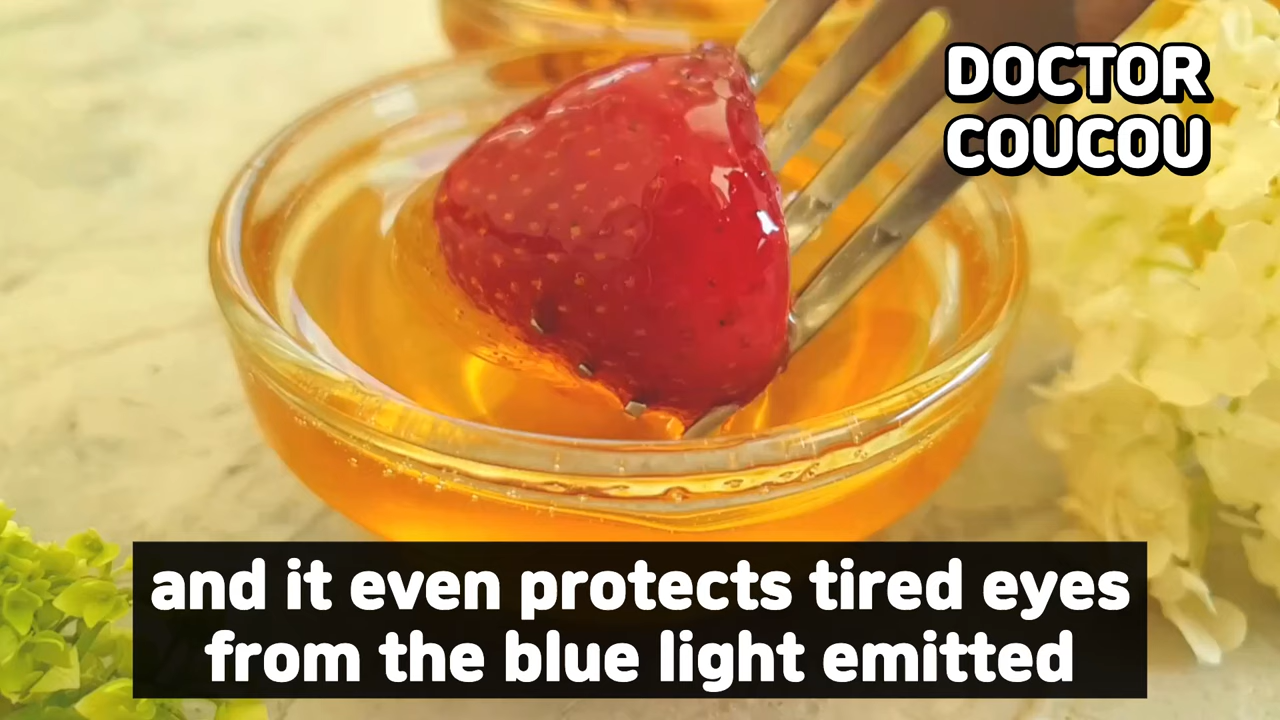 DOCTOR
COUCOU
and it even protects tired eyes
from the blue light emitted